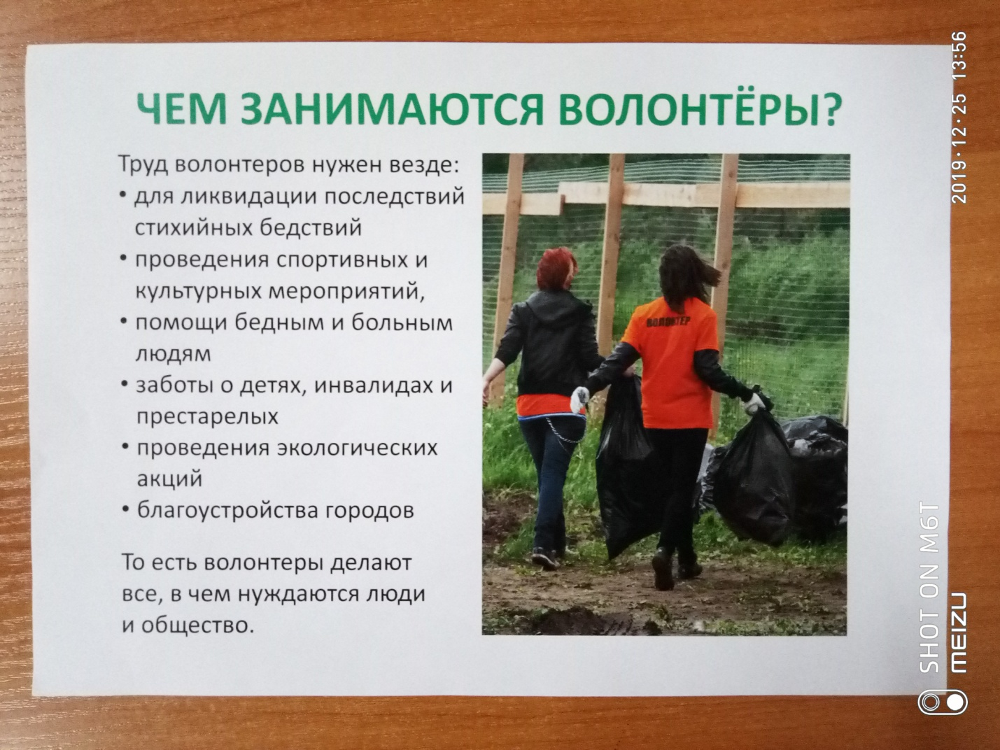 ЧЕМ ЗАНИМАЮТСЯ ВОЛОНТЁРЫ?
Труд волонтеров нужен везде:
• для ликвидации последствий
стихийных бедствий
• проведения спортивных и
культурных мероприятий,
• помощи бедным и больным
людям
• заботы о детях, инвалидах и
престарелых
• проведения экологических
акций
• благоустройства городов
То есть волонтеры делают
все, в чем нуждаются люди
и общество.
ВОЛОНТЕР
2019·12·25 13:56
SHOT ON M6T
MEIZU